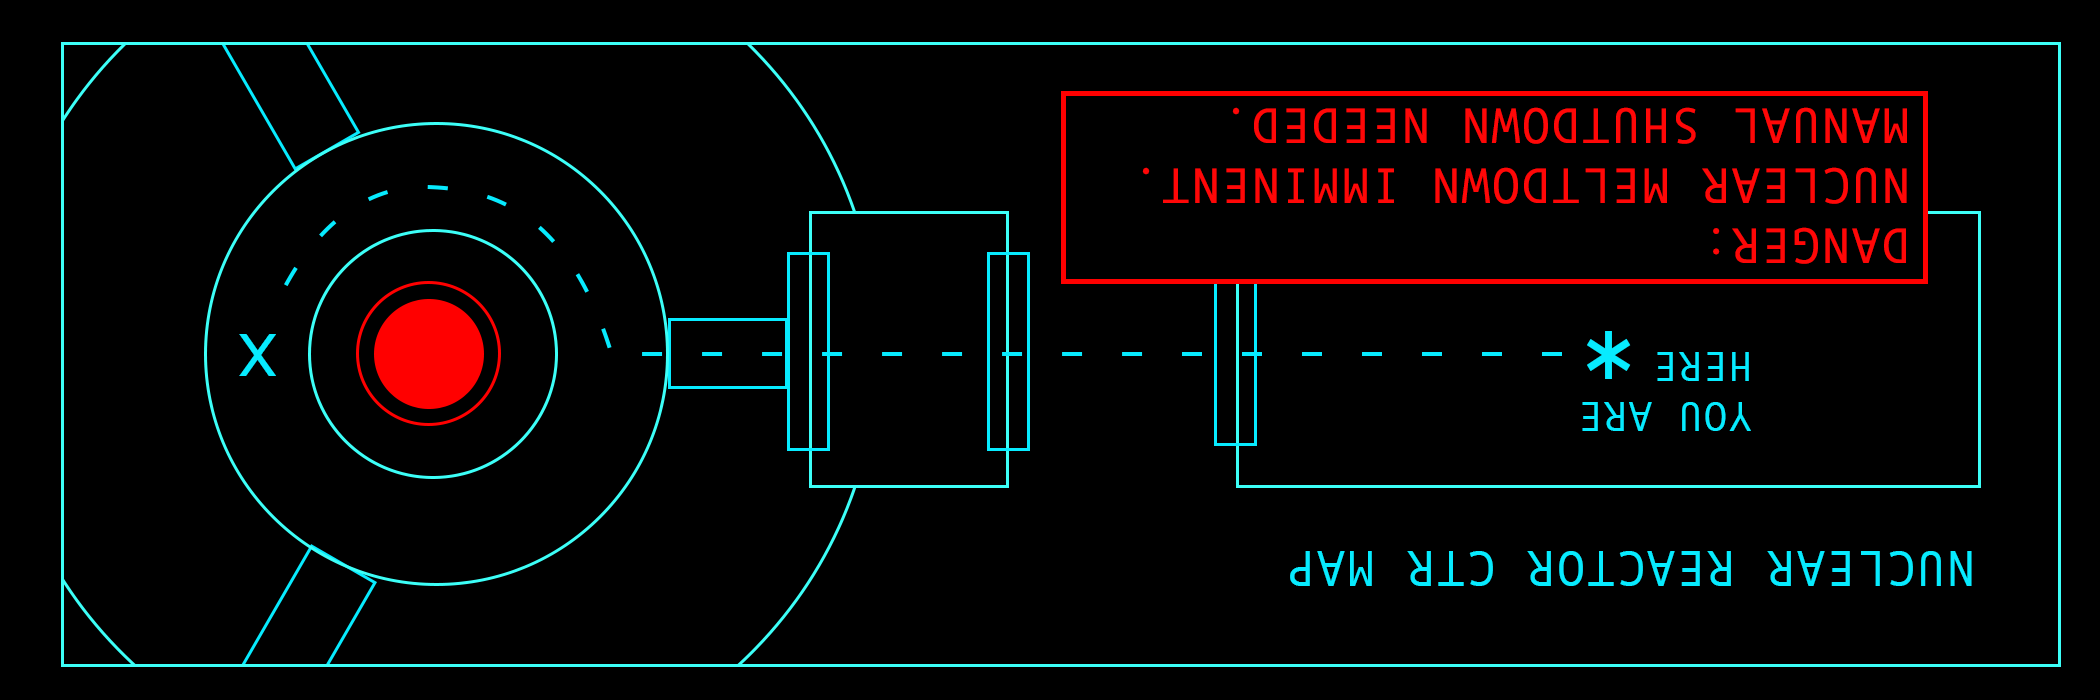 NUCLEAR REACTOR CTR MAP
YOU ARE
HERE
DANGER:
NUCLEAR MELTDOWN IMMINENT.
MANUAL SHUTDOWN NEEDED.
X